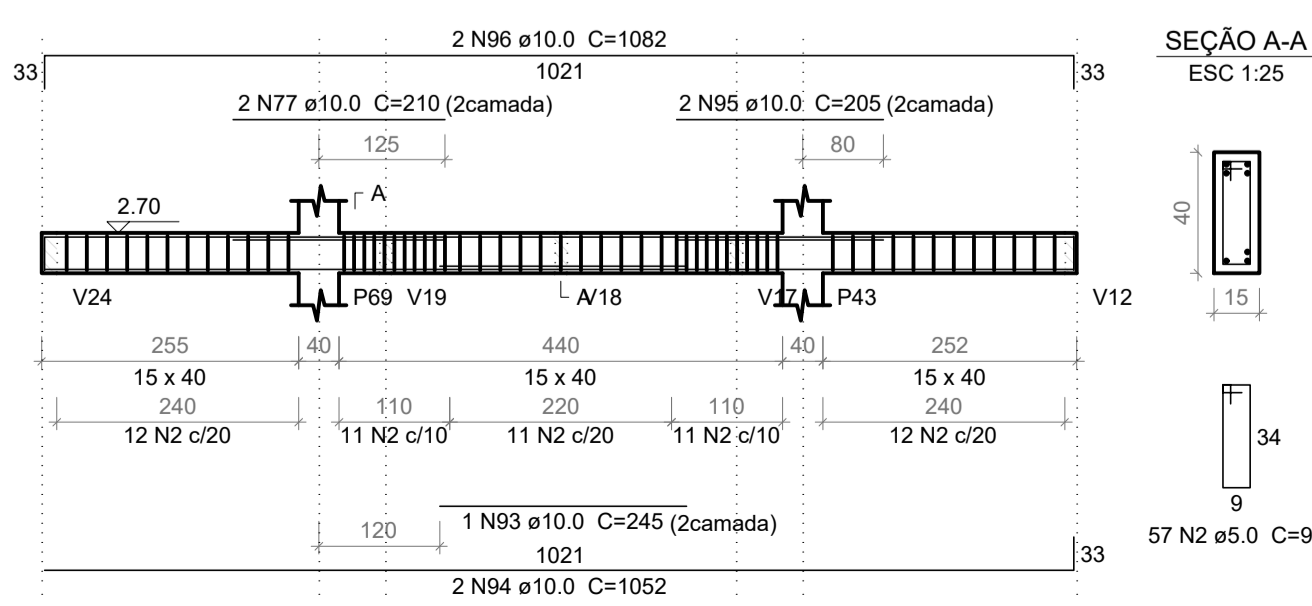 2 N96 ø10.0 C=1082
SEÇÃO A-A
ESC 1:25
33
1021
33
2 N77 ø10.0 C=210 (2camada)
2 N95 ø10.0 C=205 (2camada)
125
80
A
2.70
40
15
V24
P69
V19
A
V18
V17
P43
V12
255
40
440
40
252
15 x 40
15 x 40
15 x 40
240
110
220
110
240
12 N2 c/20
11 N2 c/10
11 N2 c/20
11 N2 c/10
12 N2 c/20
34
9
57 N2 ø5.0 C=9
1 N93 ø10.0 C=245 (2camada)
120
1021
33
2 N94 ø10.0 C=1052